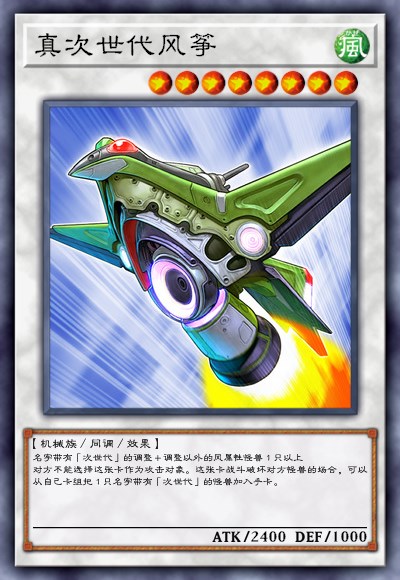 真次世代风筝
風
【机械族/同调/效果】
名字带有「次世代」的调整+调整以外的风属性怪兽1只以上
对方不能选择这张卡作为攻击对象。这张卡战斗破坏对方怪兽的场合，可以
从自己卡组把1只名字带有「次世代」的怪兽加入手卡。
ATK/2400 DEF/1000